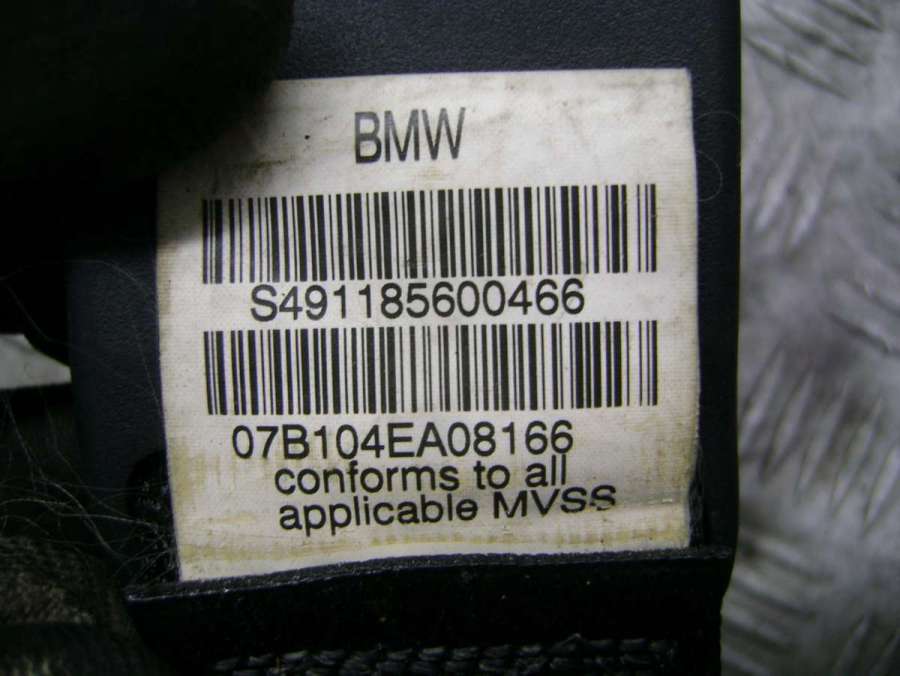 BMW
S491185600466
07B104EA08166
conforms to all
applicable MVSS